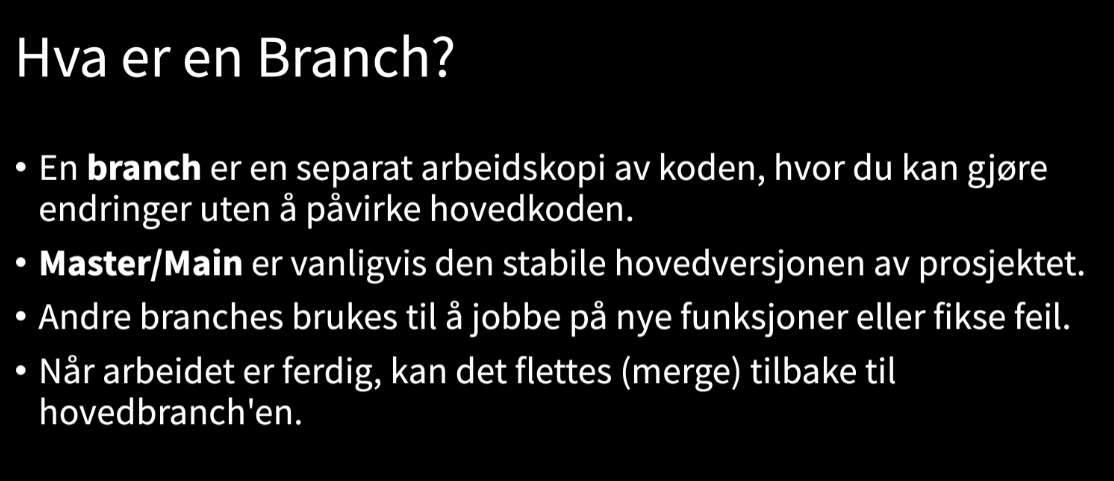 Hva er en Branch?
• En branch er en separat arbeidskopi av koden, hvor du kan gjøre
endringer uten å påvirke hovedkoden.
• Master/Main er vanligvis den stabile hovedversjonen av prosjektet.
• Andre branches brukes til å jobbe på nye funksjoner eller fikse feil.
• Når arbeidet er ferdig, kan det flettes (merge) tilbake til
hovedbranch'en.